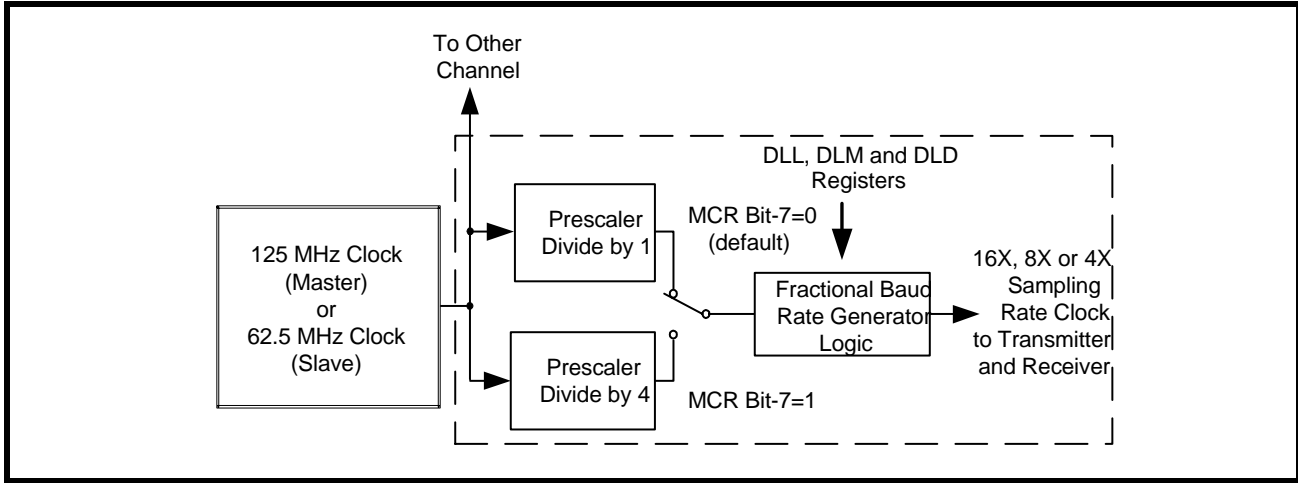 To Other
Channel
DLL, DLM and DLD
Registers
Prescaler
Divide by 1
MCR Bit-7=0
(default)
125 MHz Clock
(Master)
or
62.5 MHz Clock
(Slave)
Fractional Baud
Rate Generator
Logic
16X, 8X or 4X
Sampling
Rate Clock
to Transmitter
and Receiver
Prescaler
Divide by 4
MCR Bit-7=1